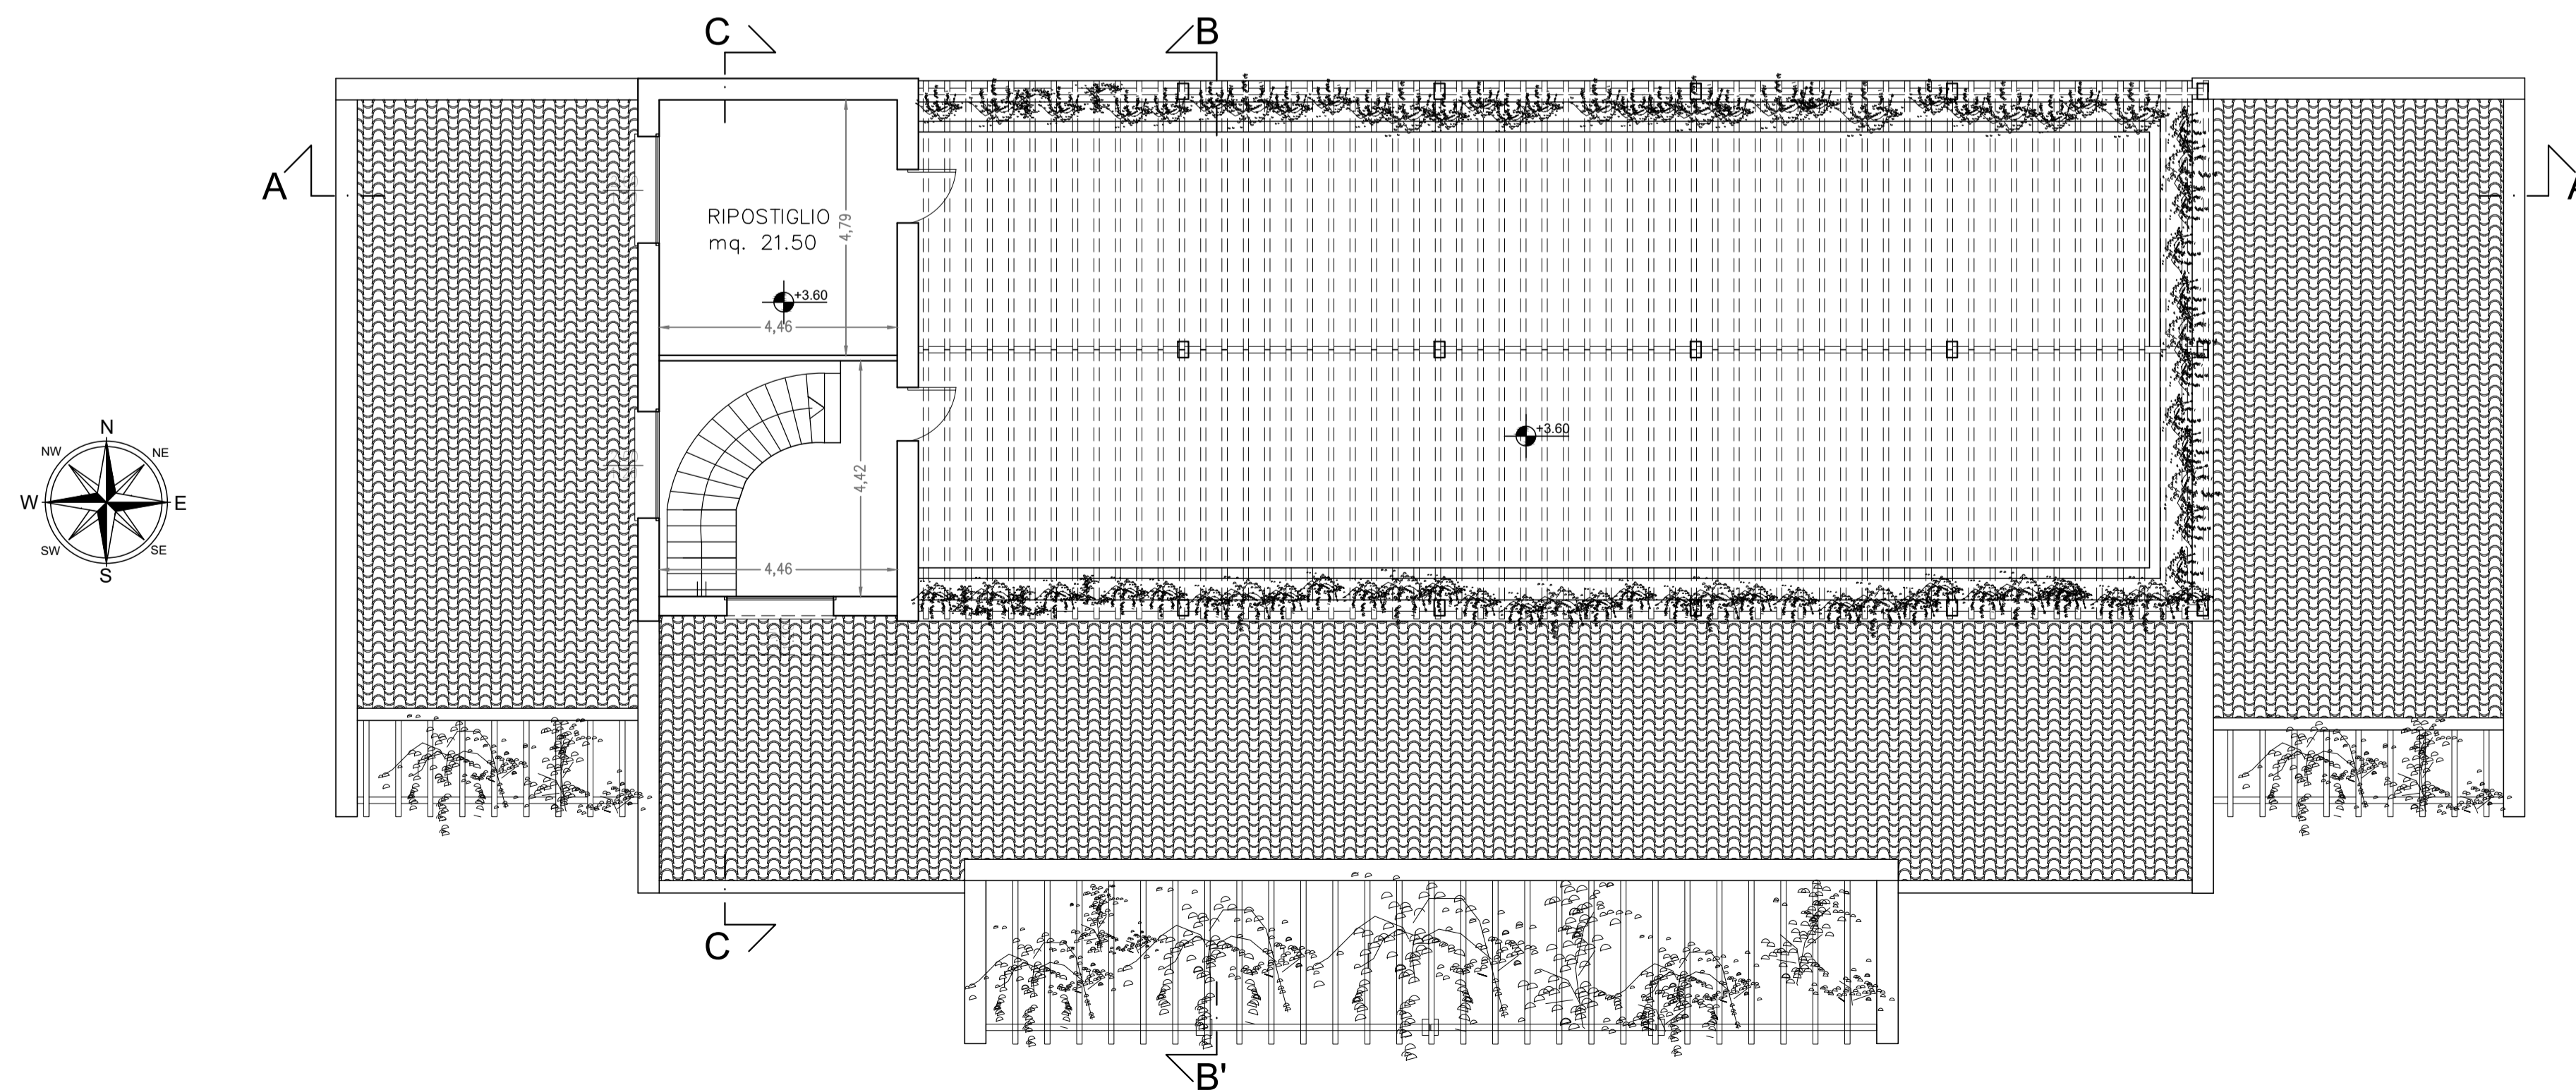 C
B
A
A
RIPOSTIGLIO
mq. 21.50
4,79
+3.60
4,46
+3.60
4,42
4,46
N
NW
NE
W
E
SW
SE
S
C
B'